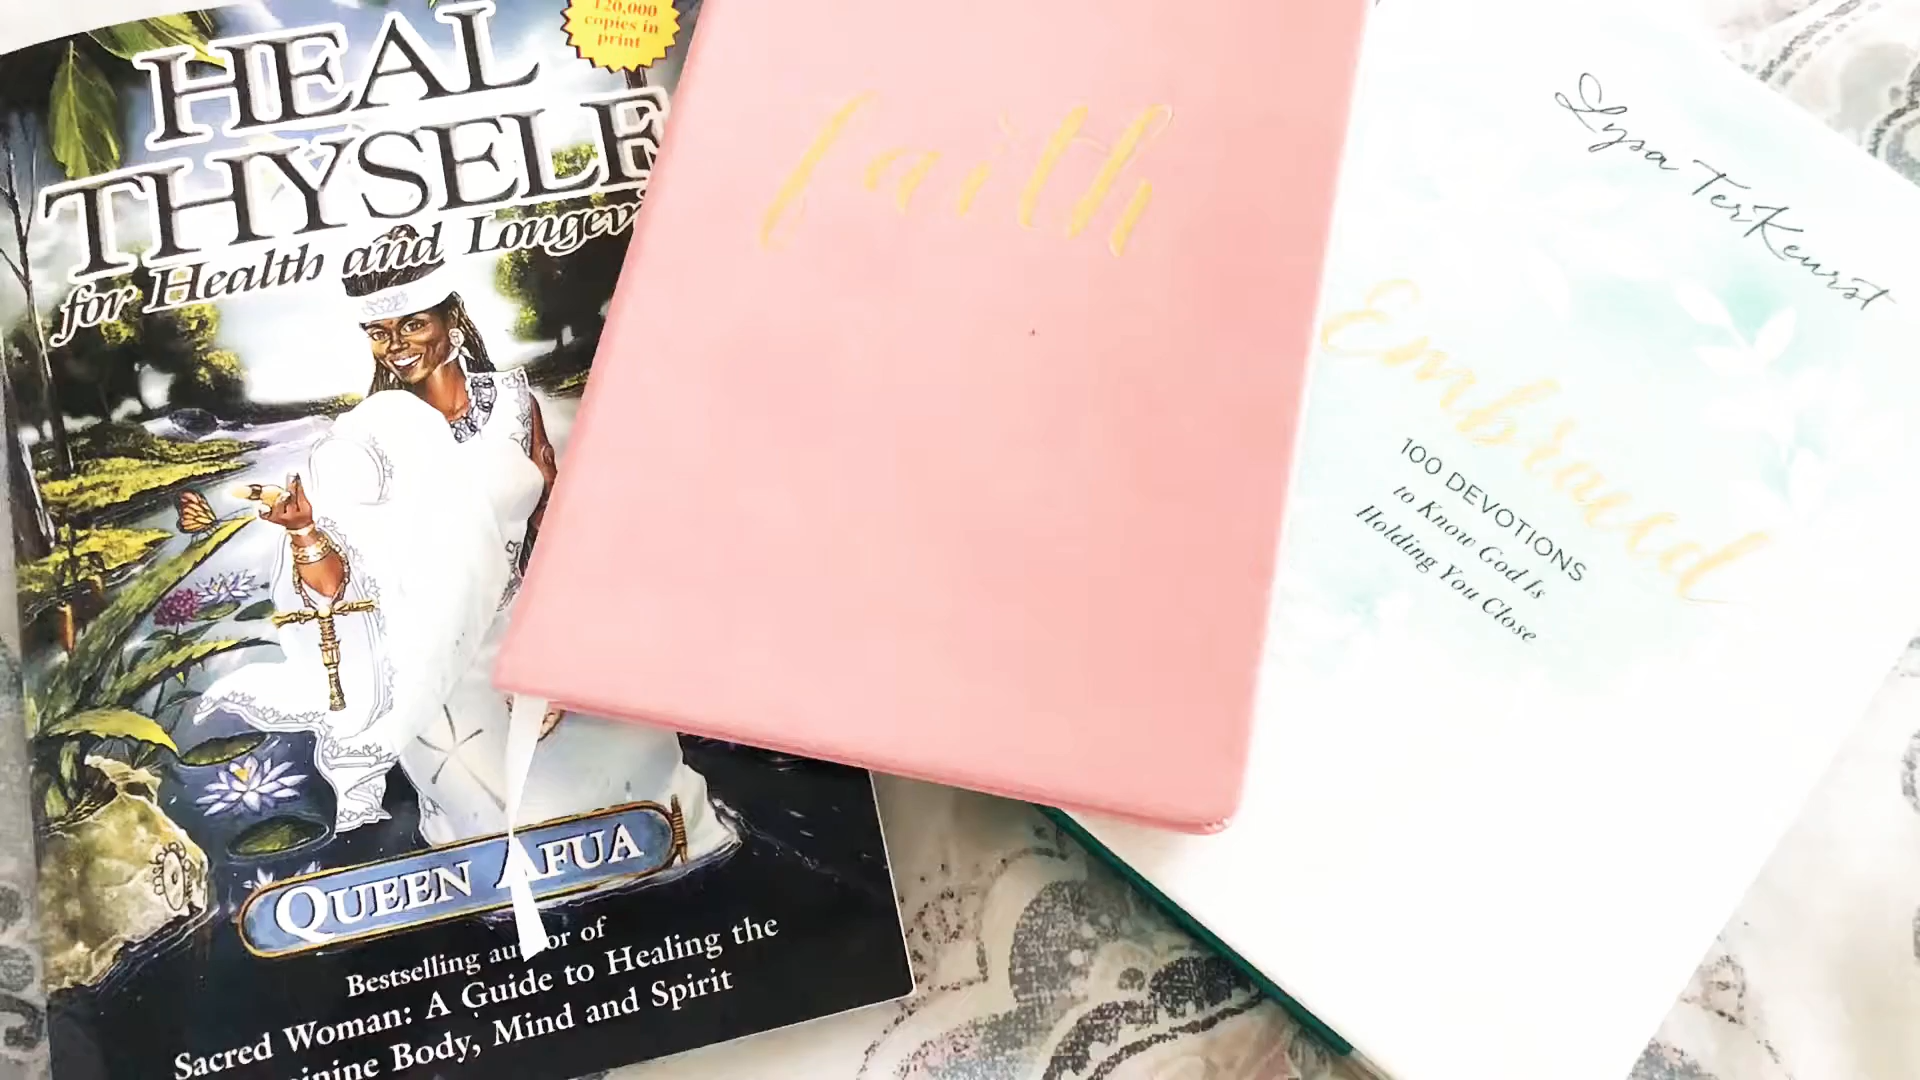 120,000
copies in
print
HEAL
THYSELF
for Health and
QUEEN AFUA
Bestselling author of
Sacred Woman: A Guide to Healing the
Body, Mind and Spirit
faith
Lysa TerKeurst
Embraced
100 DEVOTIONS
to Know God Is
Holding You Close